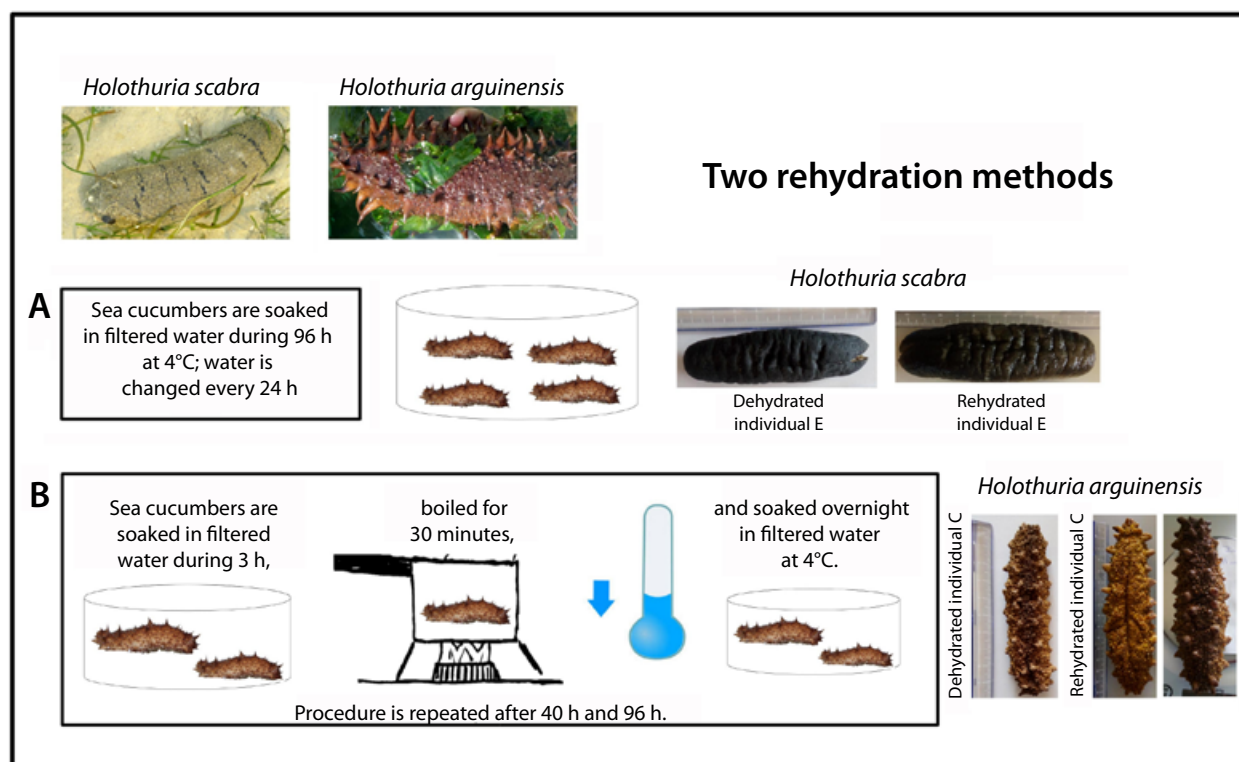 Holothuria scabra
Holothuria arguinensis
Two rehydration methods
A
Sea cucumbers are soaked
in filtered water during 96 h
at 4°C; water is
changed every 24 h
Holothuria scabra
Dehydrated
individual E
Rehydrated
individual E
B
Sea cucumbers are
soaked in filtered
water during 3 h,
boiled for
30 minutes,
and soaked overnight
in filtered water
at 4°C.
Procedure is repeated after 40 h and 96 h.
Holothuria arguinensis
Dehydrated individual C
Rehydrated individual C